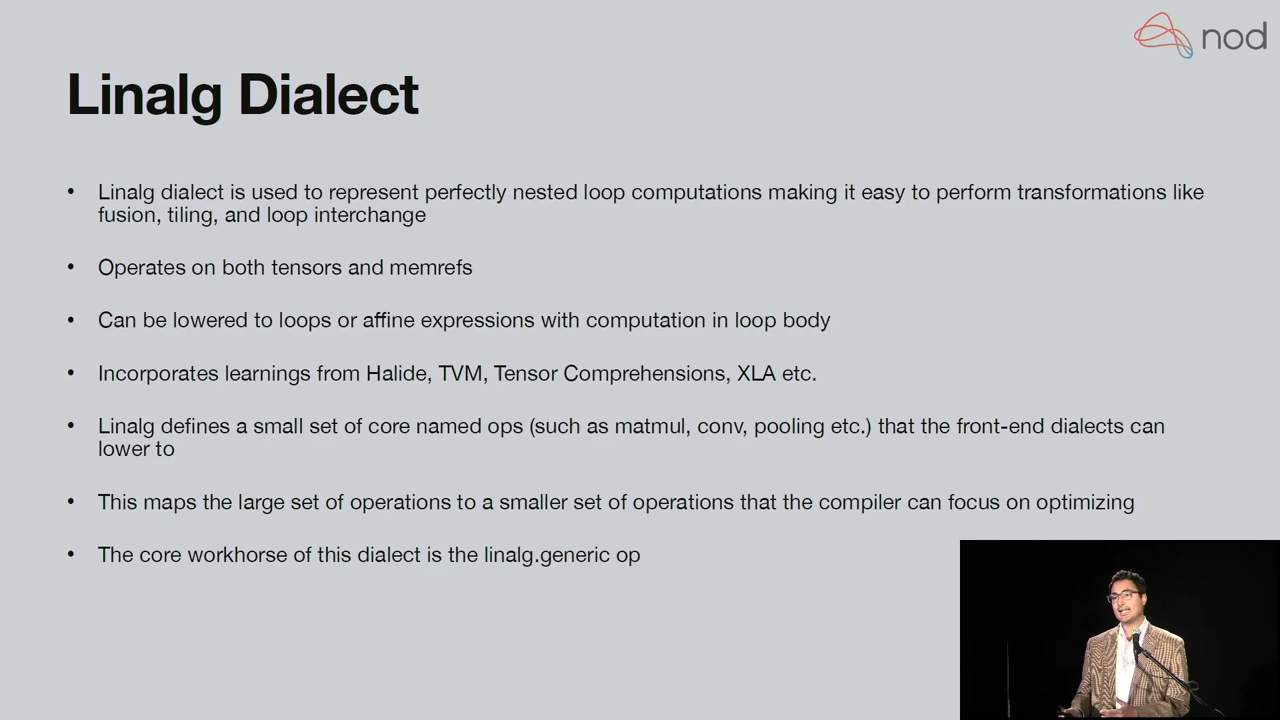 nod
Linalg Dialect
• Linalg dialect is used to represent perfectly nested loop computations making it easy to perform transformations like
fusion, tiling, and loop interchange
• Operates on both tensors and memrefs
• Can be lowered to loops or affine expressions with computation in loop body
• Incorporates learnings from Halide, TVM, Tensor Comprehensions, XLA etc.
• Linalg defines a small set of core named ops (such as matmul, conv, pooling etc.) that the front-end dialects can
lower to
• This maps the large set of operations to a smaller set of operations that the compiler can focus on optimizing
• The core workhorse of this dialect is the linalg.generic op